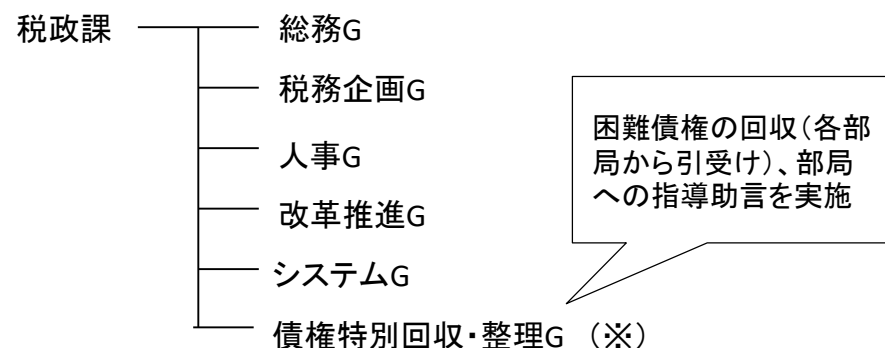 税政課
総務G
税務企画G
人事G
改革推進G
システムG
債権特別回収・整理G （※）
困難債権の回収（各部
局から引受け）、部局
への指導助言を実施